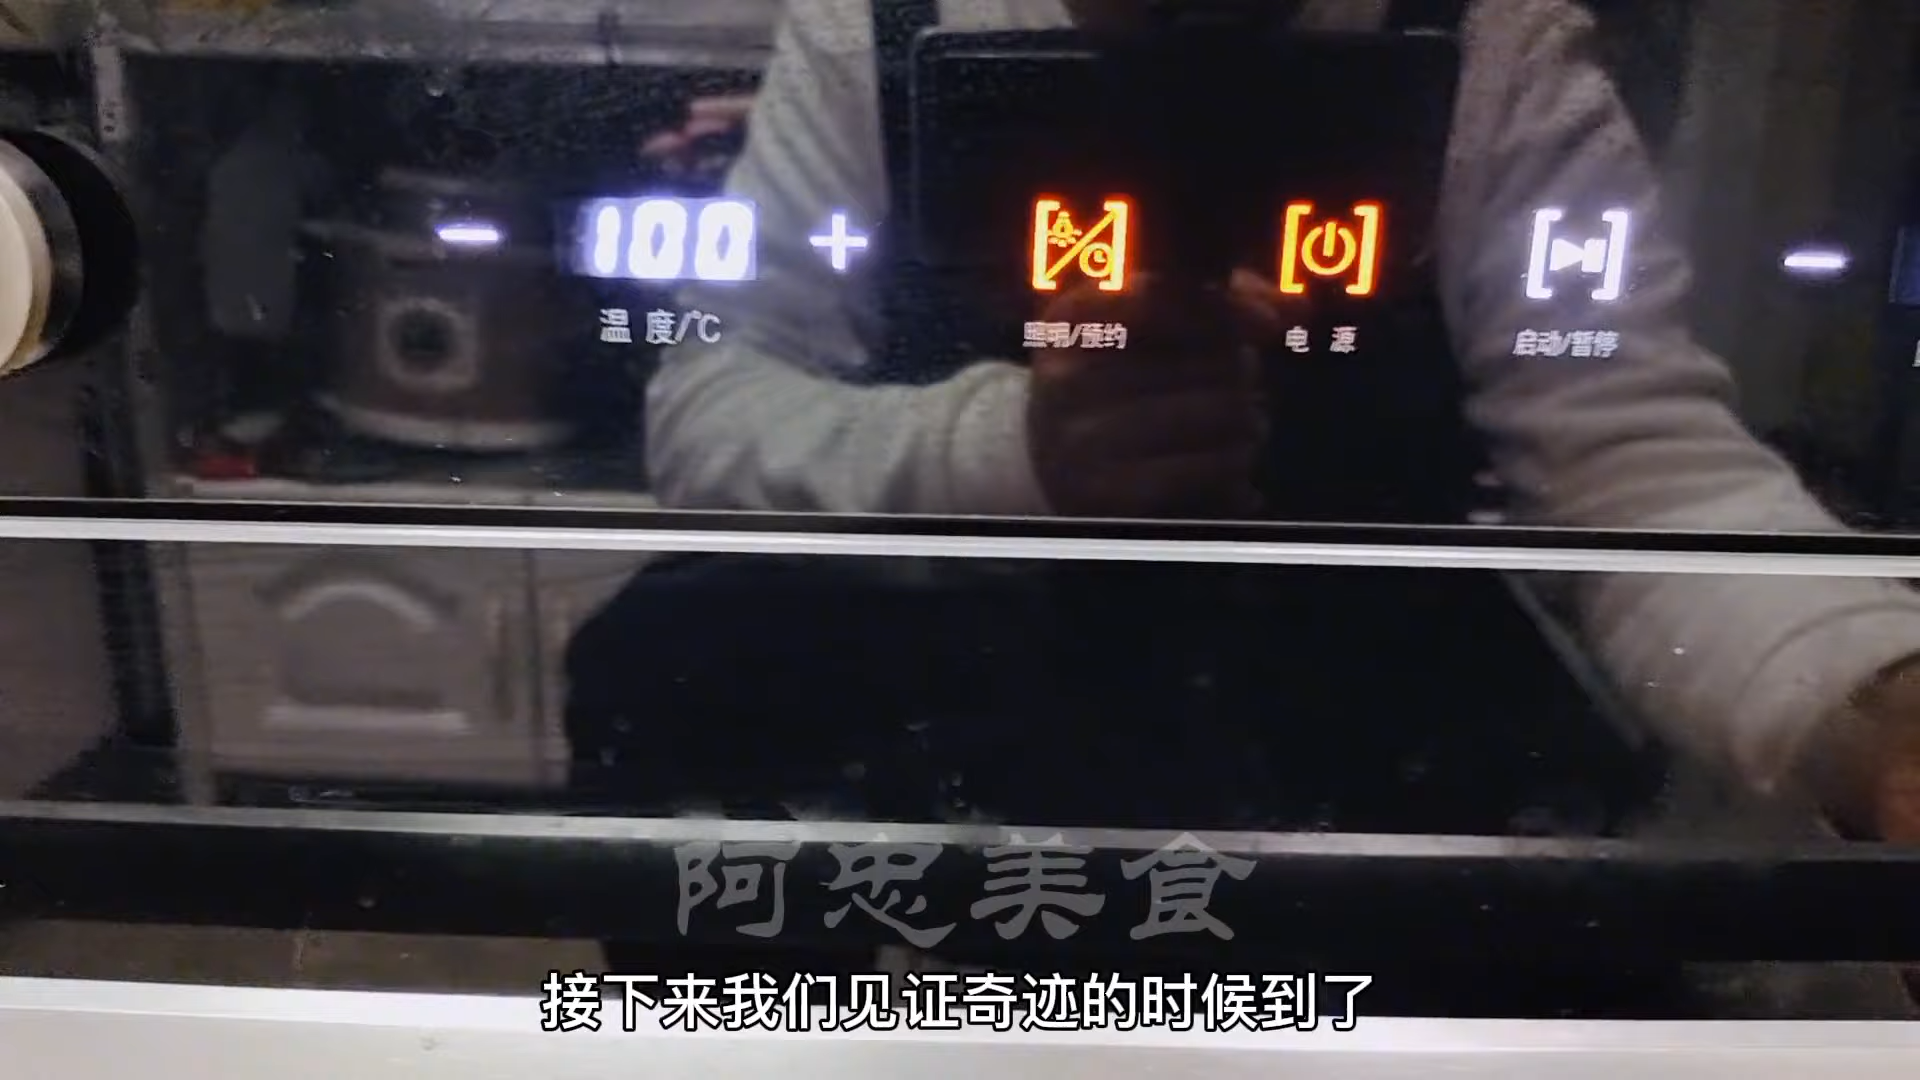 100
温度/℃
照明/预约
电源
启动/暂停
阿忠美食
接下来我们见证奇迹的时候到了